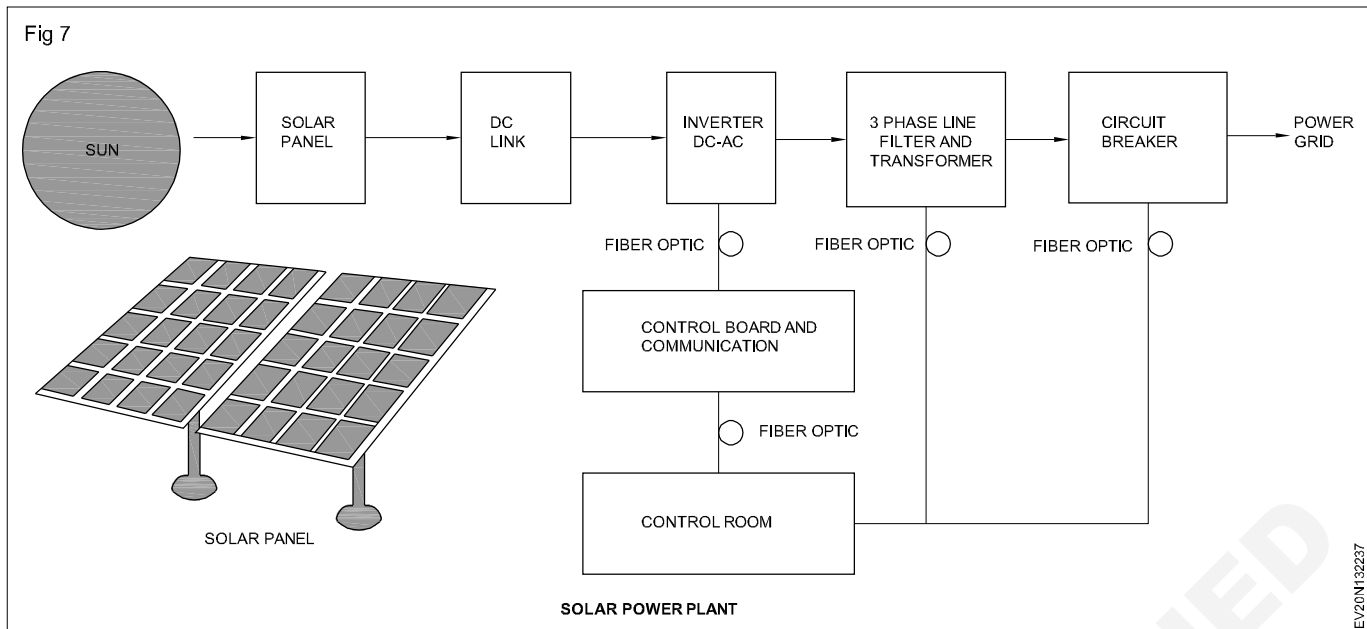 Fig 7
SUN
SOLAR
PANEL
DC
LINK
INVERTER
DC-AC
3 PHASE LINE
FILTER AND
TRANSFORMER
CIRCUIT
BREAKER
POWER
GRID
FIBER OPTIC
FIBER OPTIC
FIBER OPTIC
CONTROL BOARD AND
COMMUNICATION
FIBER OPTIC
CONTROL ROOM
SOLAR PANEL
SOLAR POWER PLANT
EV20N132237